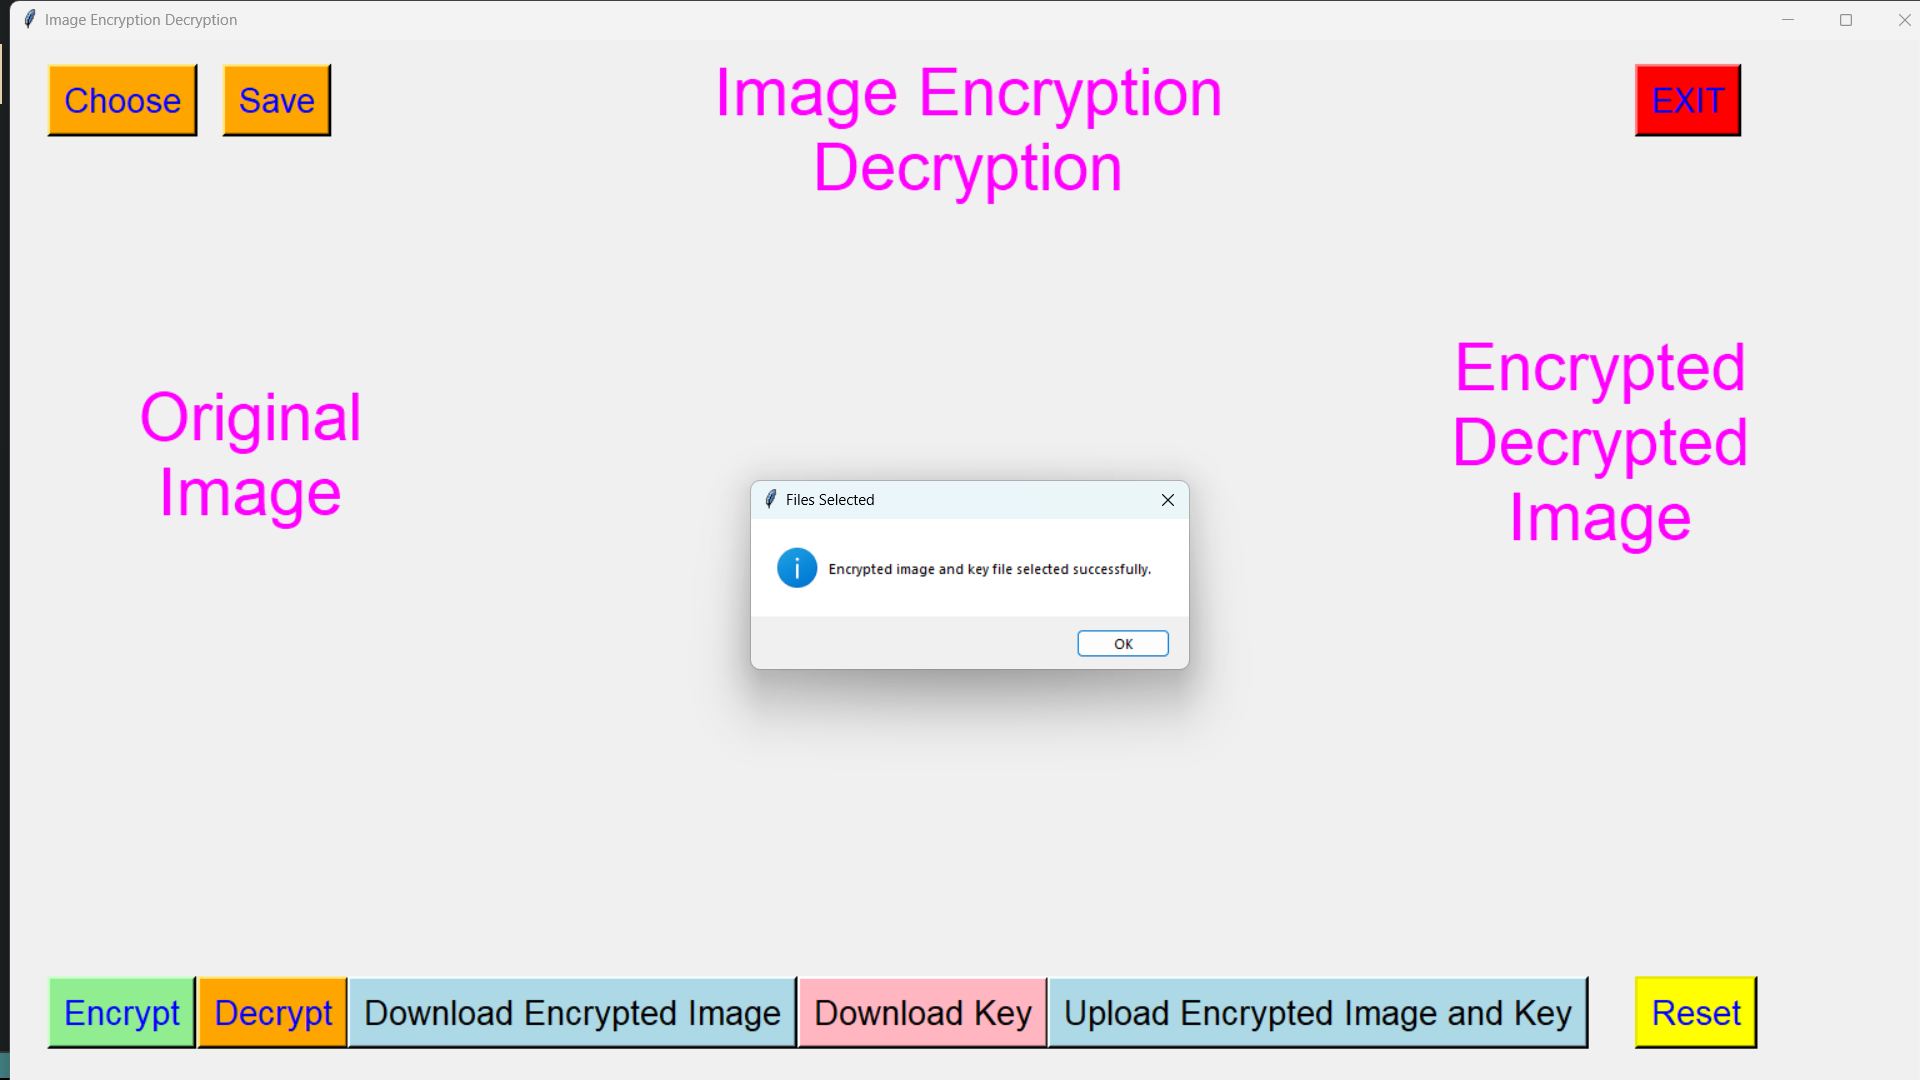 Image Encryption Decryption
Choose
Save
Image Encryption
Decryption
EXIT
Original
Image
Encrypted
Decrypted
Image
Files Selected
Encrypted image and key file selected successfully.
OK
Encrypt
Decrypt
Download Encrypted Image
Download Key
Upload Encrypted Image and Key
Reset